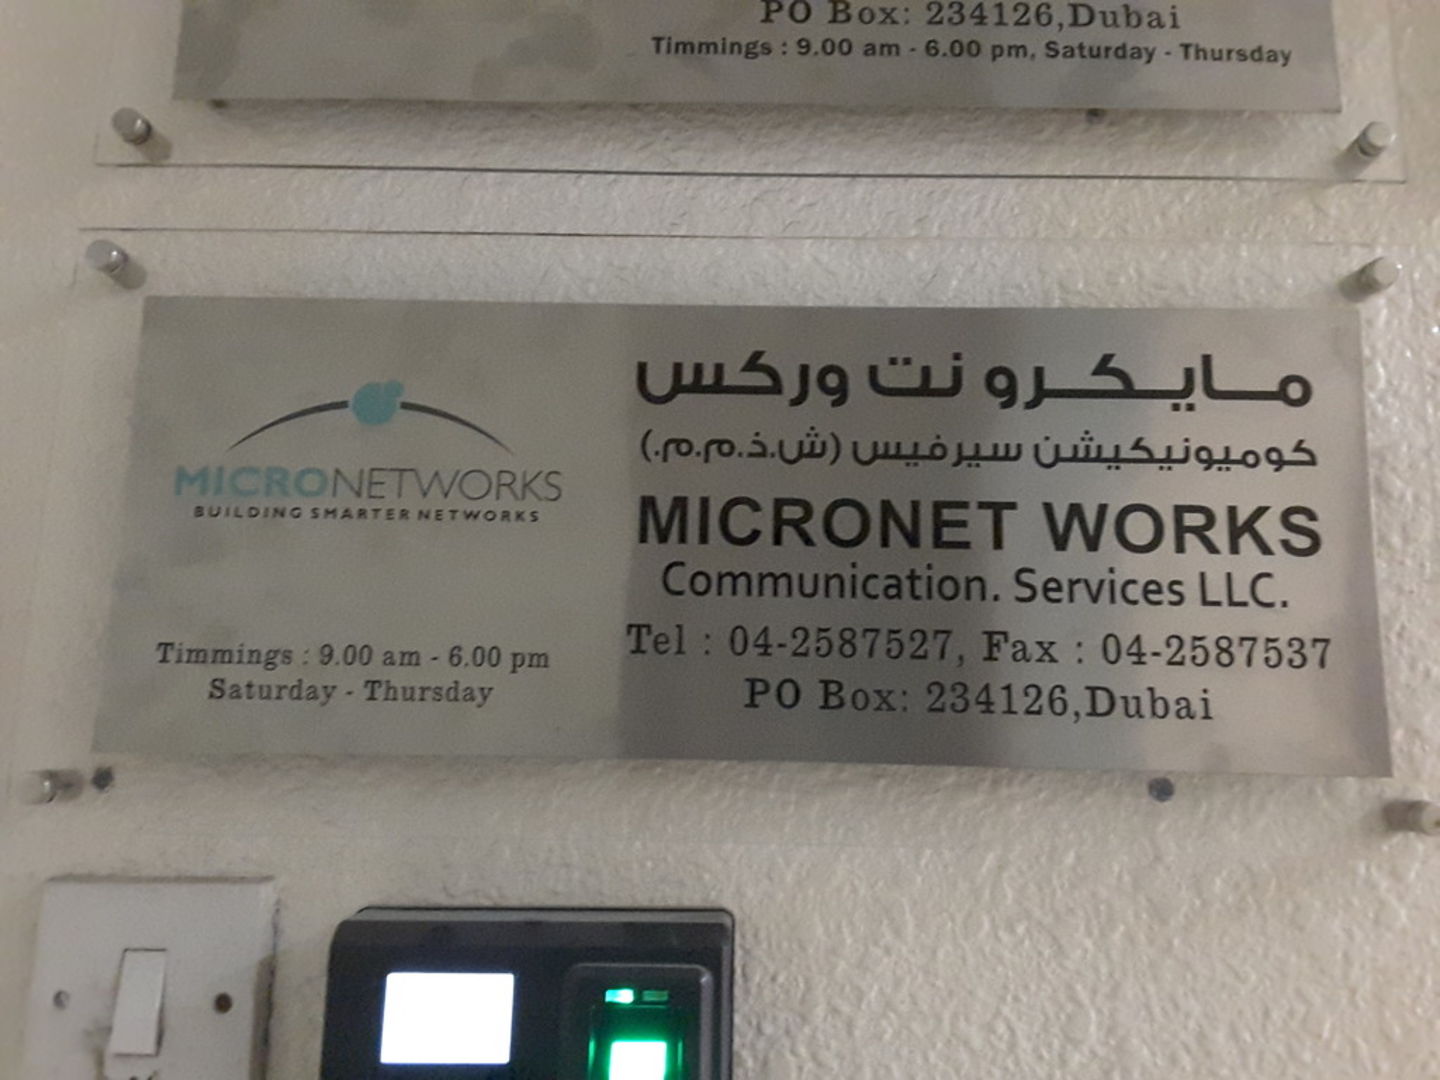 PO Box: 234126,Dubai
Timmings : 9.00 am - 6.00 pm, Saturday - Thursday
مايكرو نت وركس
كوميونيكيشن سيرفيس (ش.ذ.م.م.)
MICRONETWORKS
BUILDING SMARTER NETWORKS
MICRONET WORKS
Communication. Services LLC.
Timmings : 9.00 am - 6.00 pm
Saturday - Thursday
Tel : 04-2587527, Fax : 04-2587537
PO Box: 234126,Dubai